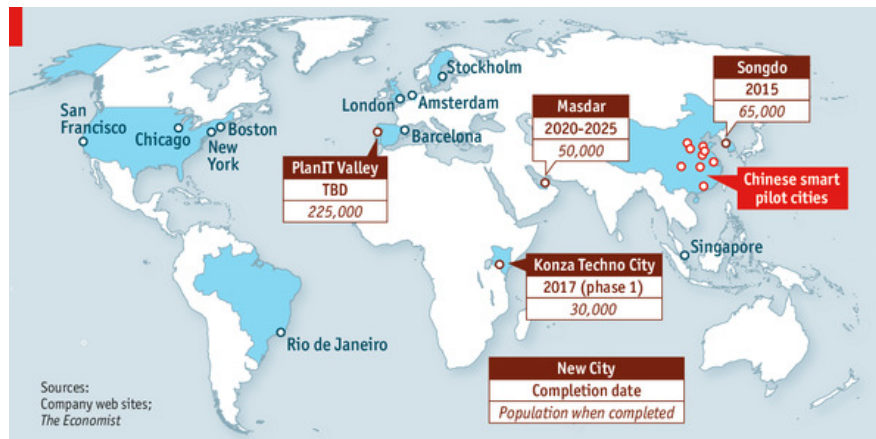 San
Francisco
Chicago
Boston
New
York
Rio de Janeiro
Stockholm
London
Amsterdam
Barcelona
PlanIT Valley
TBD
225,000
Masdar
2020-2025
50,000
Songdo
2015
65,000
Chinese smart
pilot cities
Singapore
Konza Techno City
2017 (phase 1)
30,000
New City
Completion date
Population when completed
Sources:
Company web sites;
The Economist